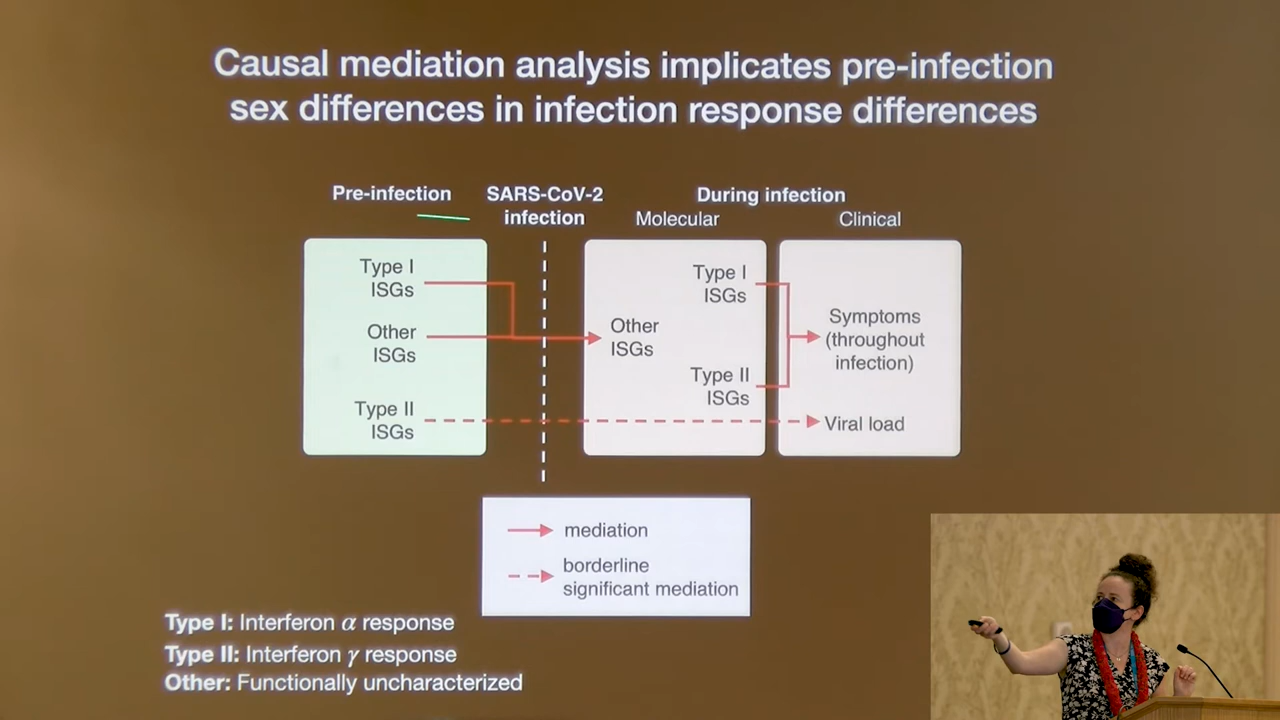 Causal mediation analysis implicates pre-infection
sex differences in infection response differences
Pre-infection
SARS-CoV-2
infection
During infection
Molecular
Clinical
Type I
ISGs
Other
ISGs
Type II
ISGs
Other
ISGs
Type I
ISGs
Type II
ISGs
Symptoms
(throughout
infection)
Viral load
mediation
borderline
significant mediation
Type I: Interferon α response
Type II: Interferon γ response
Other: Functionally uncharacterized